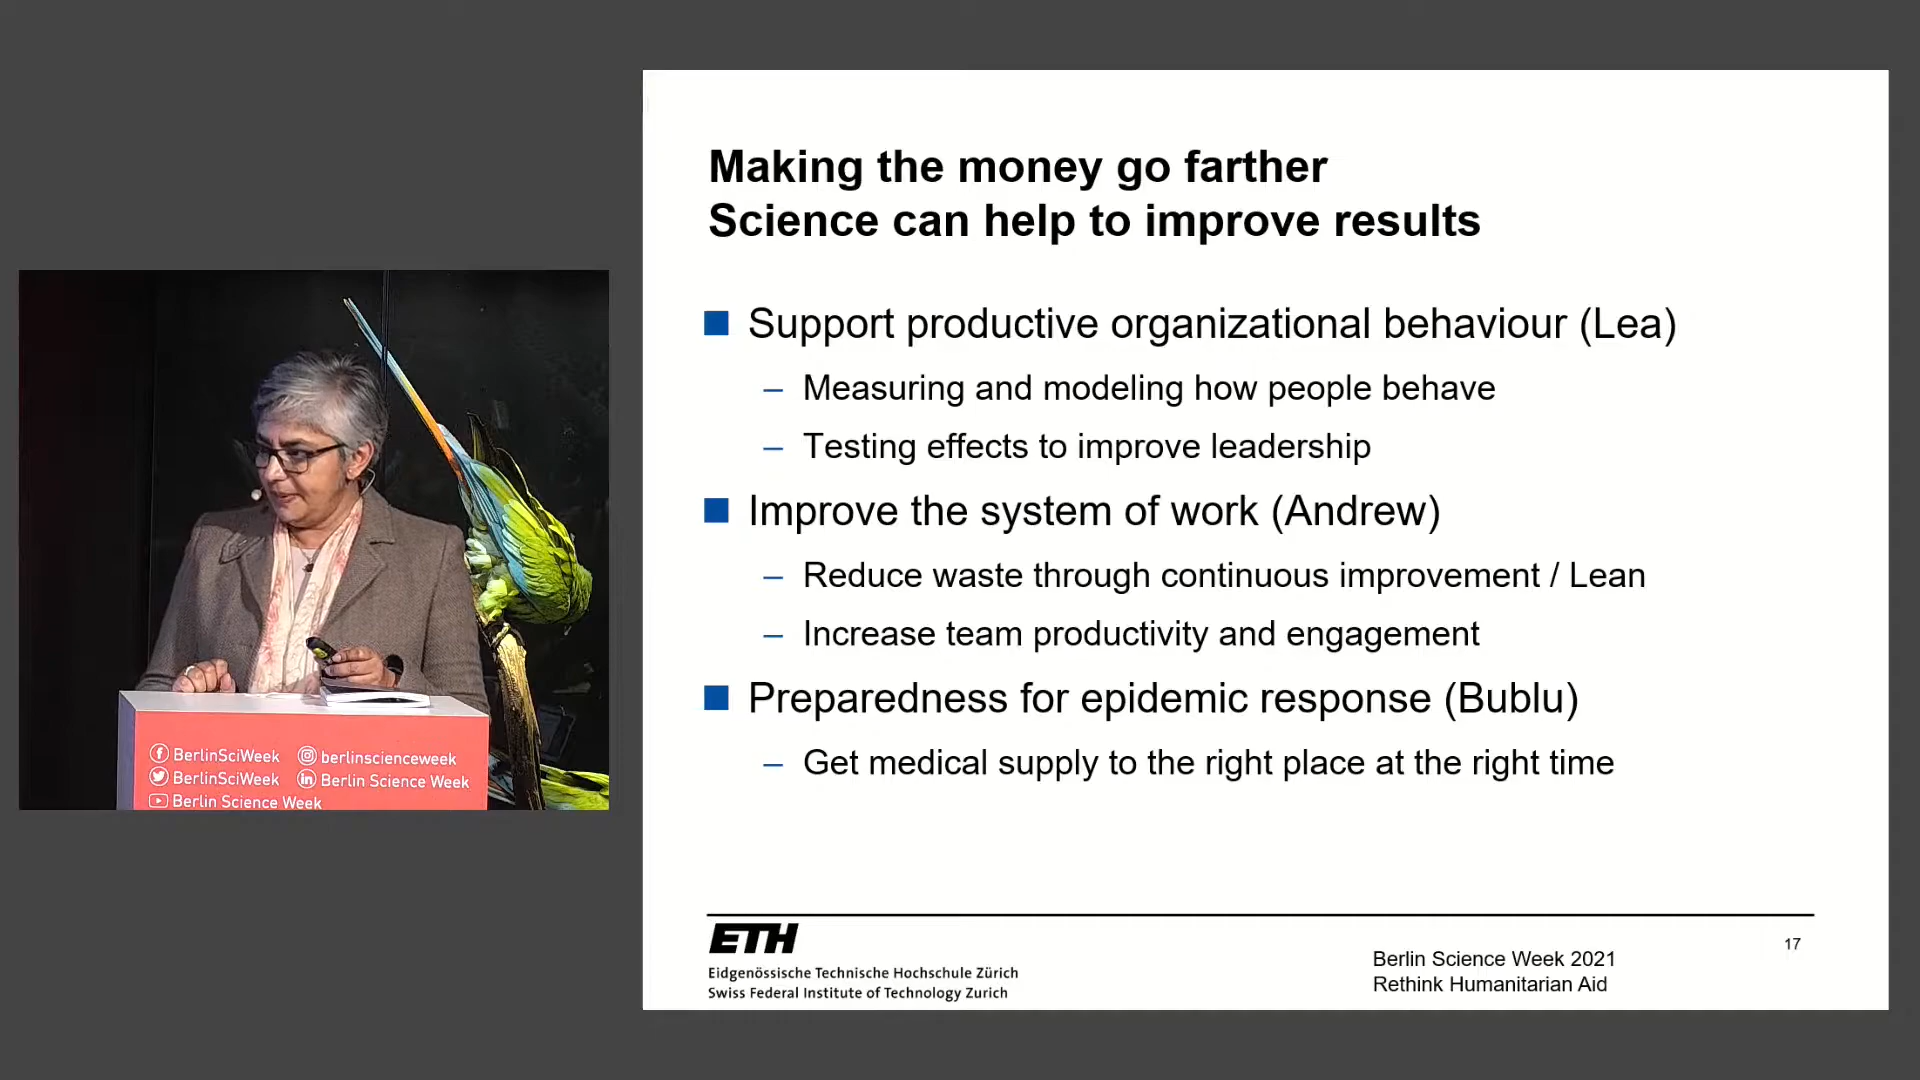 Making the money go farther
Science can help to improve results
Support productive organizational behaviour (Lea)
– Measuring and modeling how people behave
– Testing effects to improve leadership
Improve the system of work (Andrew)
– Reduce waste through continuous improvement / Lean
– Increase team productivity and engagement
Preparedness for epidemic response (Bublu)
– Get medical supply to the right place at the right time
ETH
Eidgenössische Technische Hochschule Zürich
Swiss Federal Institute of Technology Zurich
Berlin Science Week 2021
Rethink Humanitarian Aid
17
BerlinSciWeek berlinscienceweek
BerlinSciWeek Berlin Science Week
Berlin Science Week